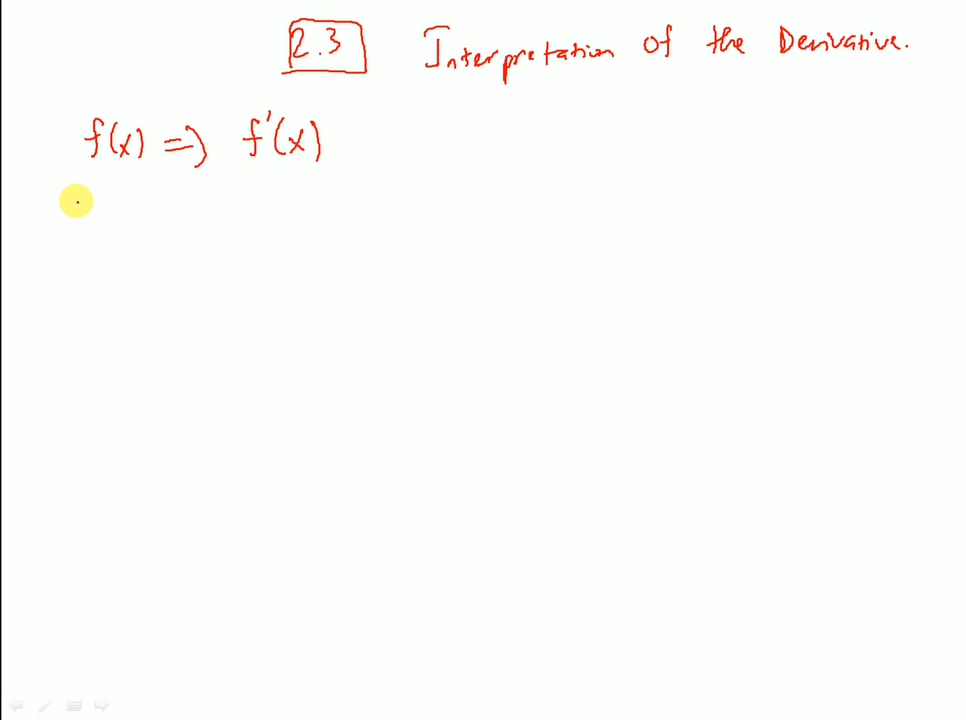 2.3 Interpretation of the Derivative.
f(x) ⇒ f'(x)